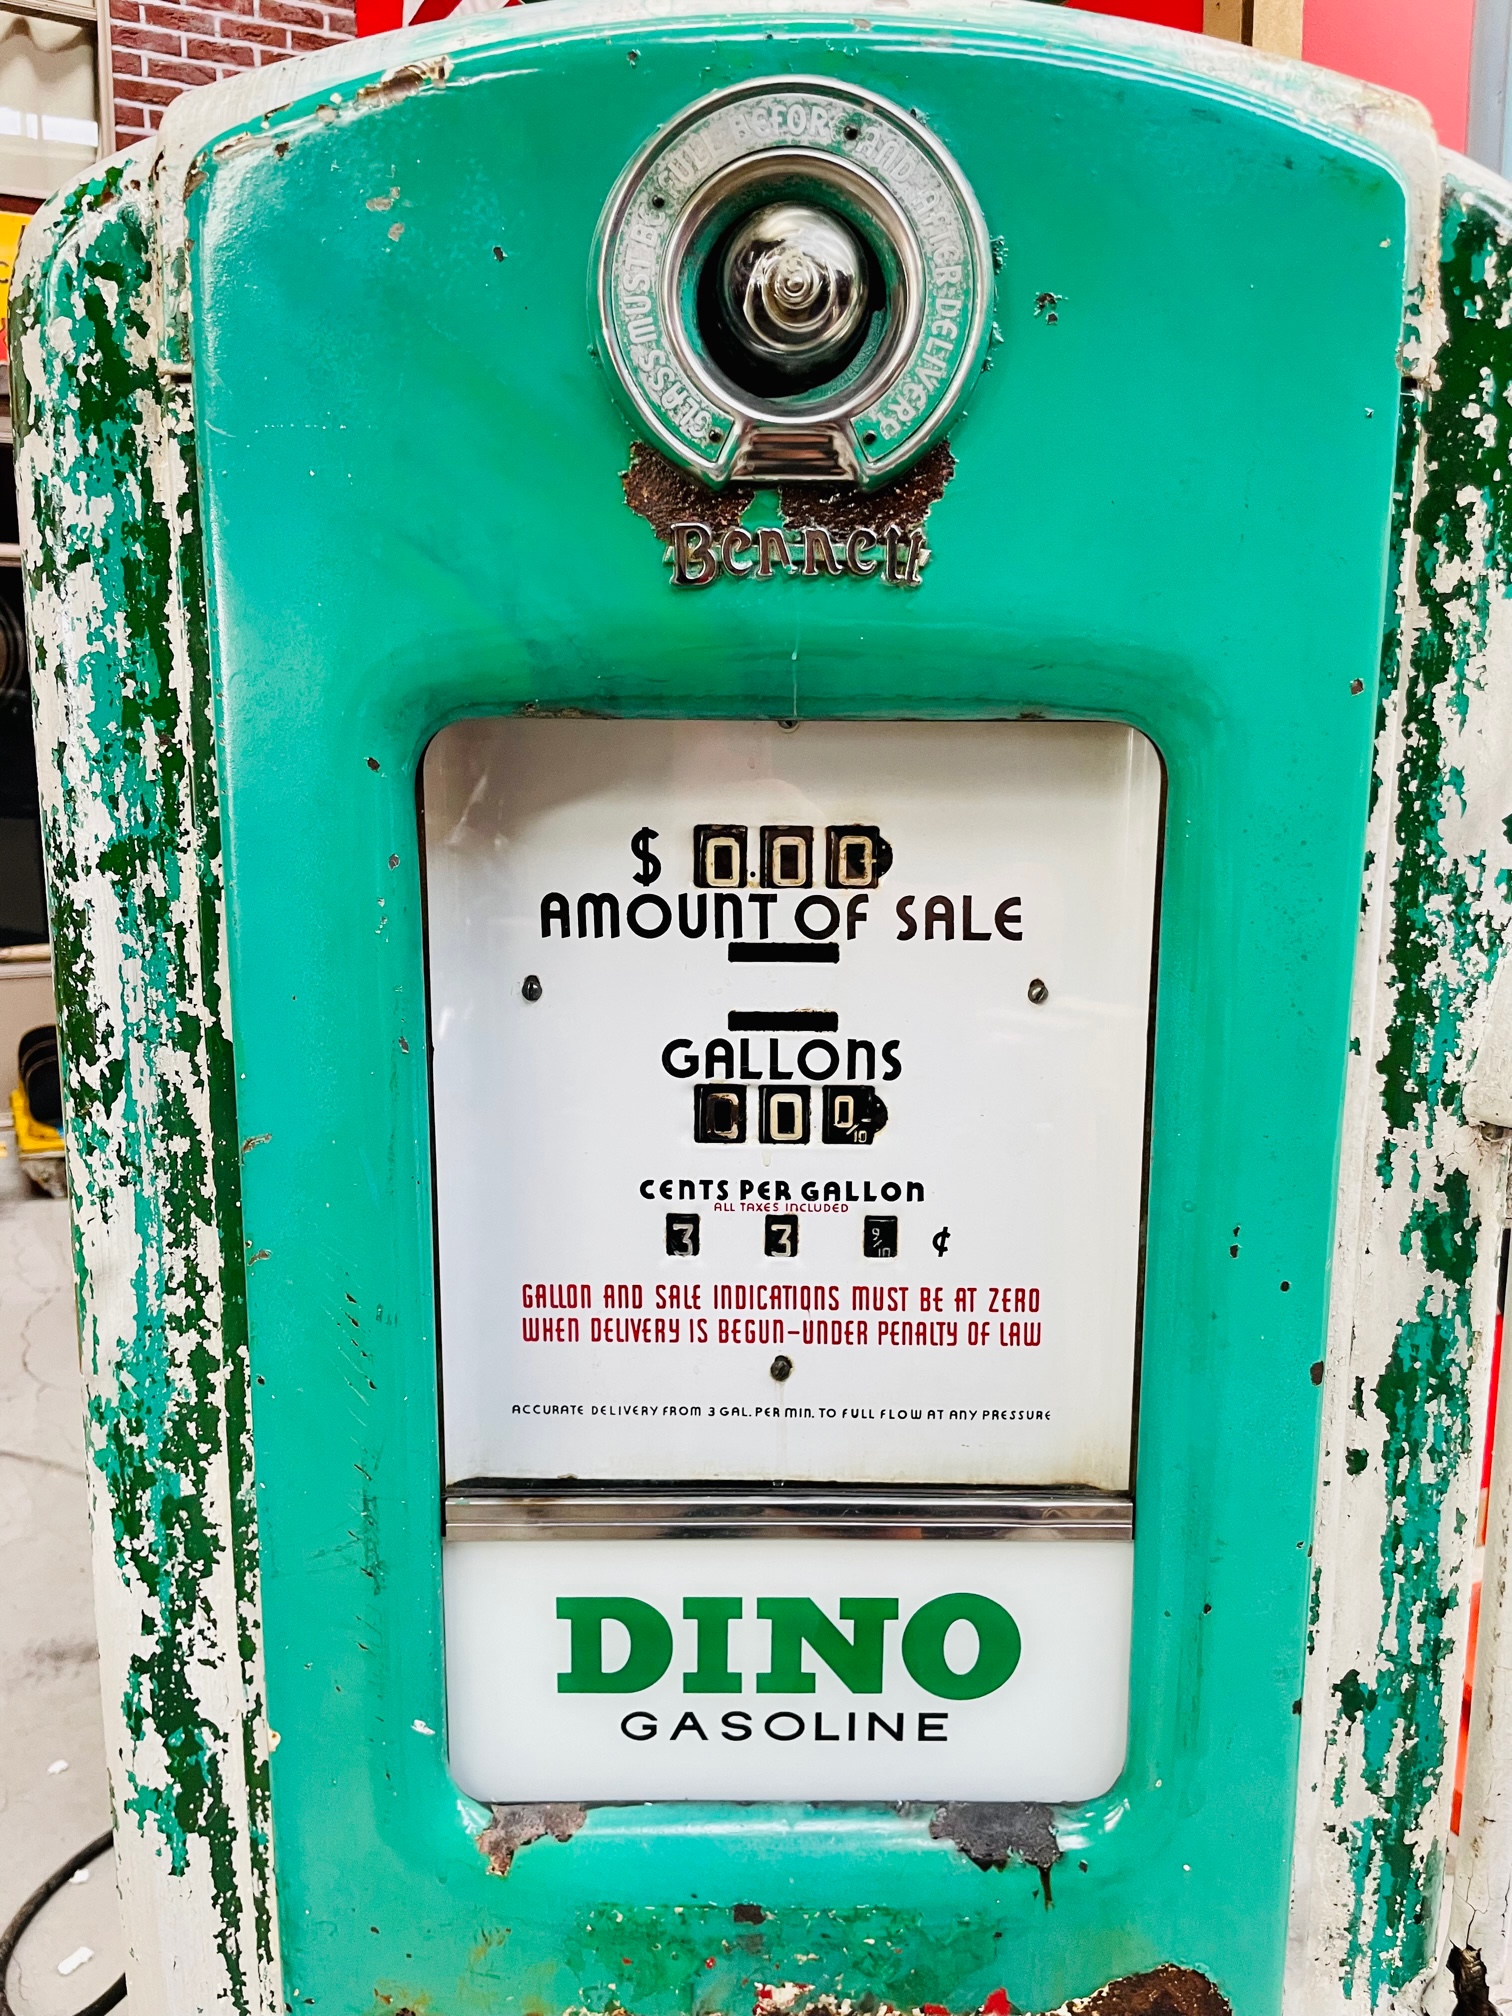 GLASS MUST BE FULL BEFORE AND AFTER DELIVERY
Bennett
$ 0.00
AMOUNT OF SALE
GALLONS
0 0 0/10
CENTS PER GALLON
ALL TAXES INCLUDED
3 3 9/10 ¢
GALLON AND SALE INDICATIONS MUST BE AT ZERO
WHEN DELIVERY IS BEGUN-UNDER PENALTY OF LAW
ACCURATE DELIVERY FROM 3 GAL. PER MIN. TO FULL FLOW AT ANY PRESSURE
DINO
GASOLINE